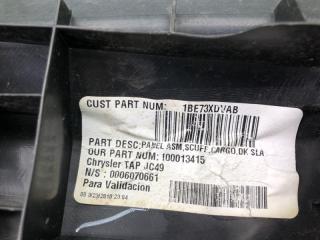 CUST PART NUM: 1BE73XDVAB
PART DESC:PANEL ASM,SCUFF,CARGO,DK SLA
OUR PART NUM:100013415
Chrysler TAP JC49
N/S : 0006070661
Para Validacion